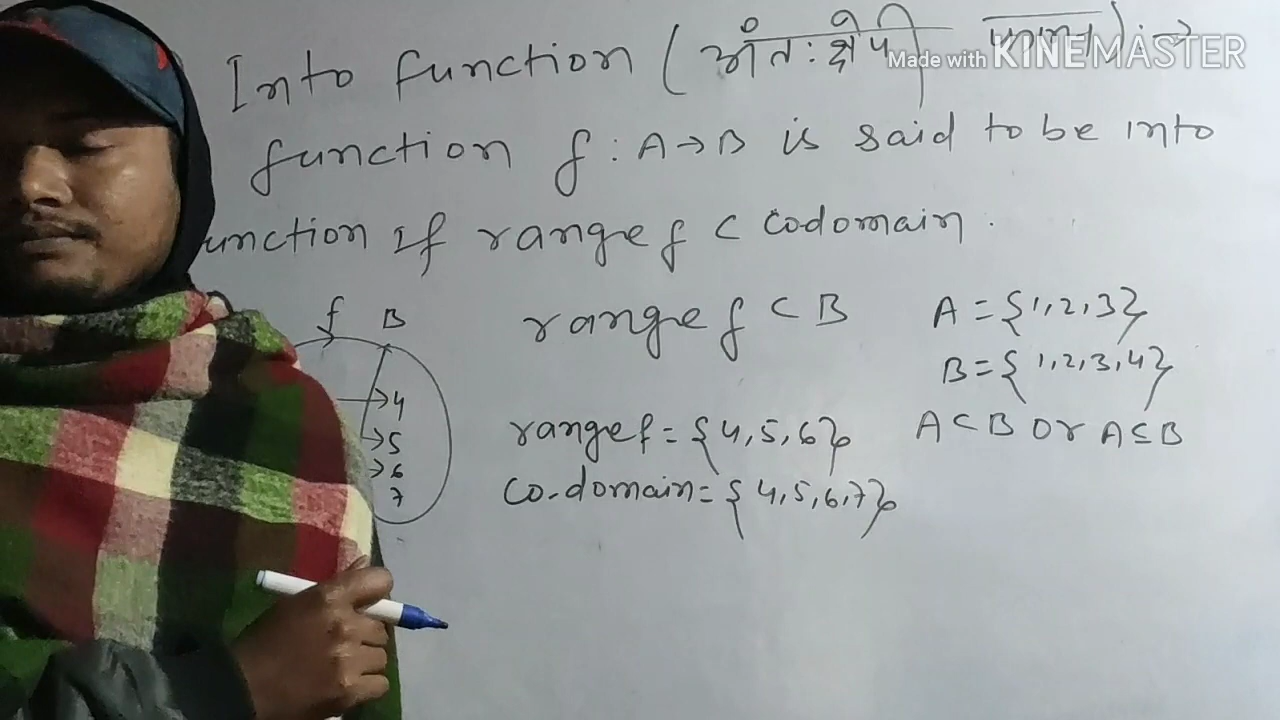 Into function (अंतःक्षेपी फलन) :→
function f : A→B is said to be into
unction if range f ⊂ codomain.
f B
4
5
6
7
range f ⊂ B
range f = {4,5,6}
Co-domain = {4,5,6,7}
A = {1,2,3}
B = {1,2,3,4}
A⊂B or A⊆B
Made with KINEMASTER